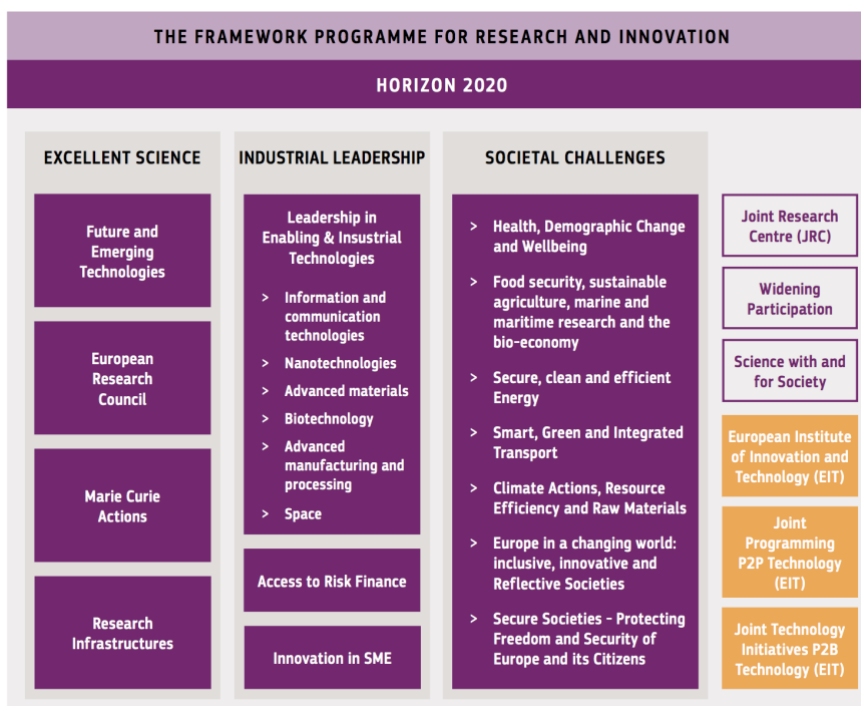 THE FRAMEWORK PROGRAMME FOR RESEARCH AND INNOVATION
HORIZON 2020
EXCELLENT SCIENCE
Future and
Emerging
Technologies
European
Research
Council
Marie Curie
Actions
Research
Infrastructures
INDUSTRIAL LEADERSHIP
Leadership in
Enabling & Insustrial
Technologies
> Information and
communication
technologies
> Nanotechnologies
> Advanced materials
> Biotechnology
> Advanced
manufacturing and
processing
> Space
Access to Risk Finance
Innovation in SME
SOCIETAL CHALLENGES
> Health, Demographic Change
and Wellbeing
> Food security, sustainable
agriculture, marine and
maritime research and the
bio-economy
> Secure, clean and efficient
Energy
> Smart, Green and Integrated
Transport
> Climate Actions, Resource
Efficiency and Raw Materials
> Europe in a changing world:
inclusive, innovative and
Reflective Societies
> Secure Societies - Protecting
Freedom and Security of
Europe and its Citizens
Joint Research
Centre (JRC)
Widening
Participation
Science with and
for Society
European Institute
of Innovation and
Technology (EIT)
Joint
Programming
P2P Technology
(EIT)
Joint Technology
Initiatives P2B
Technology (EIT)